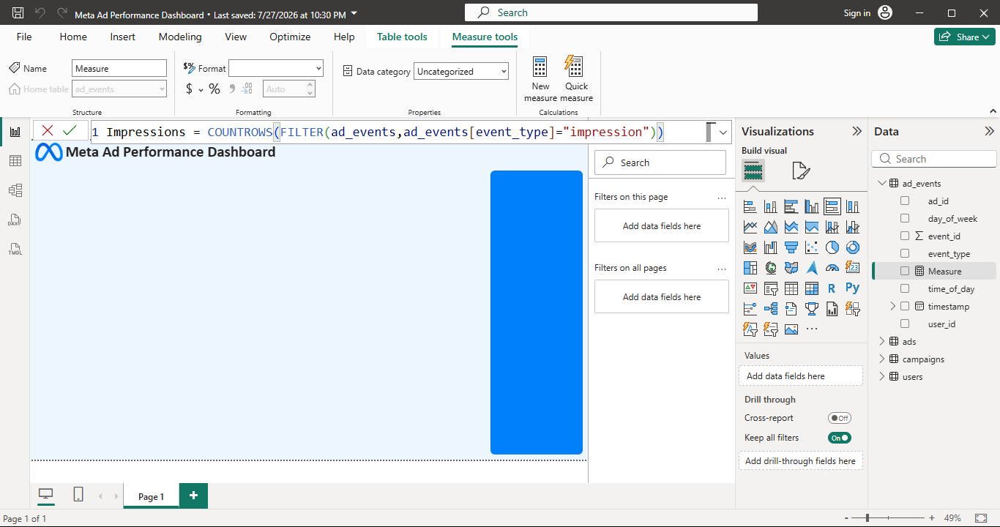 Meta Ad Performance Dashboard • Last saved: 7/27/2026 at 10:30 PM
Search
Sign in
File
Home
Insert
Modeling
View
Optimize
Help
Table tools
Measure tools
Share
Name
Measure
Home table
ad_events
Structure
$% Format
$ % 9 .00
Auto
Formatting
Data category
Uncategorized
Properties
New
measure
Quick
measure
Calculations
1 Impressions = COUNTROWS(FILTER(ad_events,ad_events[event_type]="impression"))
Meta Ad Performance Dashboard
DAX
TMDL
Search
Filters on this page
...
Add data fields here
Filters on all pages
...
Add data fields here
Visualizations
Build visual
123
R
Py
...
Values
Add data fields here
Drill through
Cross-report
Off
Keep all filters
On
Add drill-through fields here
Data
Search
ad_events
ad_id
day_of_week
Σ event_id
event_type
Measure
time_of_day
timestamp
user_id
ads
campaigns
users
Page 1
+
Page 1 of 1
- + 49%